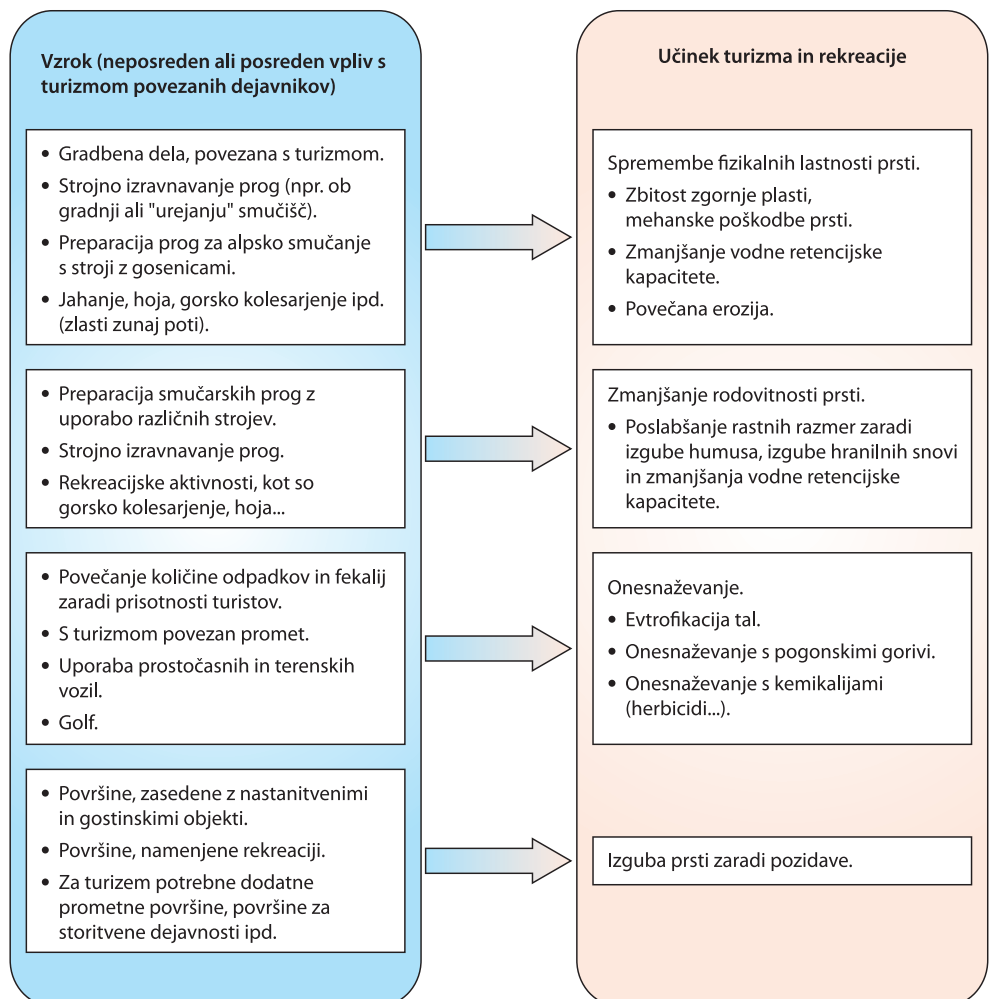 Vzrok (neposreden ali posreden vpliv s
turizmom povezanih dejavnikov)
Učinek turizma in rekreacije
• Gradbena dela, povezana s turizmom.
• Strojno izravnavanje prog (npr. ob
gradnji ali "urejanju" smučišč).
• Preparacija prog za alpsko smučanje
s stroji z gosenicami.
• Jahanje, hoja, gorsko kolesarjenje ipd.
(zlasti zunaj poti).
Spremembe fizikalnih lastnosti prsti.
• Zbitost zgornje plasti,
mehanske poškodbe prsti.
• Zmanjšanje vodne retencijske
kapacitete.
• Povečana erozija.
• Preparacija smučarskih prog z
uporabo različnih strojev.
• Strojno izravnavanje prog.
• Rekreacijske aktivnosti, kot so
gorsko kolesarjenje, hoja...
Zmanjšanje rodovitnosti prsti.
• Poslabšanje rastnih razmer zaradi
izgube humusa, izgube hranilnih snovi
in zmanjšanja vodne retencijske
kapacitete.
• Povečanje količine odpadkov in fekalij
zaradi prisotnosti turistov.
• S turizmom povezan promet.
• Uporaba prostočasnih in terenskih
vozil.
• Golf.
Onesnaževanje.
• Evtrofikacija tal.
• Onesnaževanje s pogonskimi gorivi.
• Onesnaževanje s kemikalijami
(herbicidi...).
• Površine, zasedene z nastanitvenimi
in gostinskimi objekti.
• Površine, namenjene rekreaciji.
• Za turizem potrebne dodatne
prometne površine, površine za
storitvene dejavnosti ipd.
Izguba prsti zaradi pozidave.